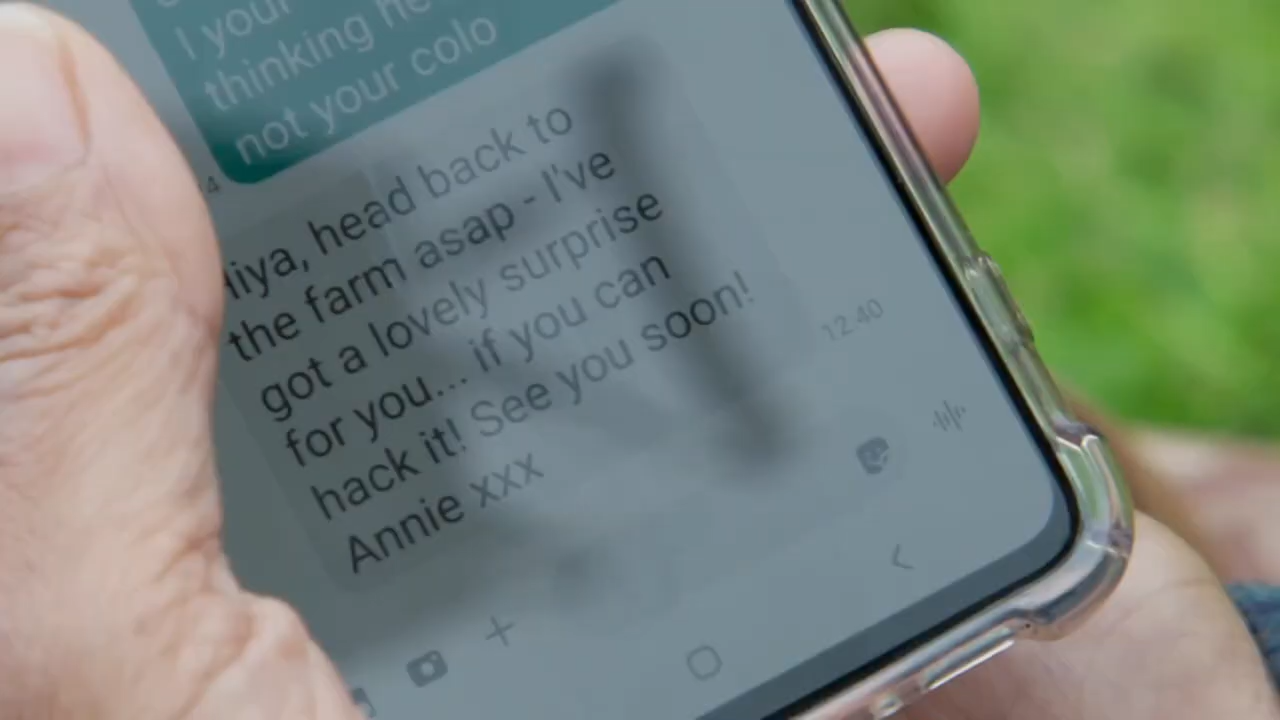 I your
thinking he
not your colo
Hiya, head back to
the farm asap - I've
got a lovely surprise
for you... if you can
hack it! See you soon!
Annie xxx
12:40